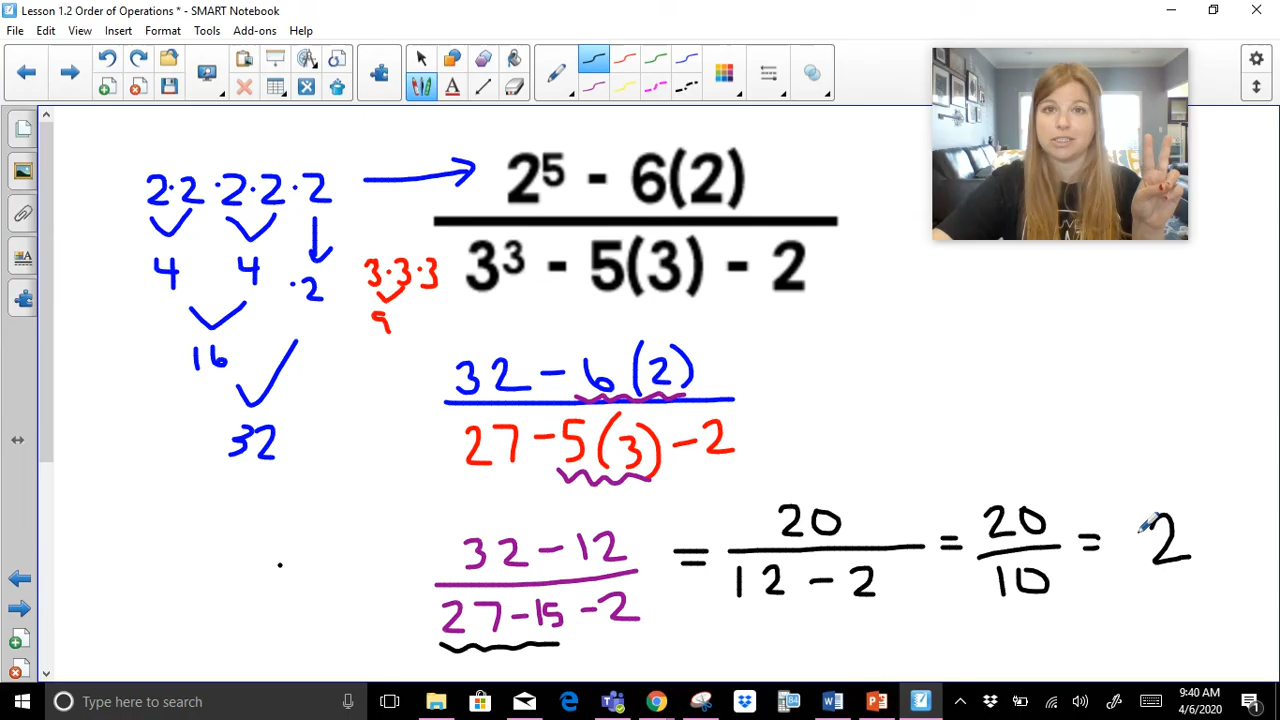 Lesson 1.2 Order of Operations * - SMART Notebook
File Edit View Insert Format Tools Add-ons Help
2·2·2·2·2
2⁵ - 6(2)
3³ - 5(3) - 2
4 4 ·2
3·3·3
9
16
32
32 - 6(2)
27 - 5(3) - 2
32 - 12
27 - 15 - 2
= 20
12 - 2
= 20
10
= 2
Type here to search
9:40 AM
4/6/2020